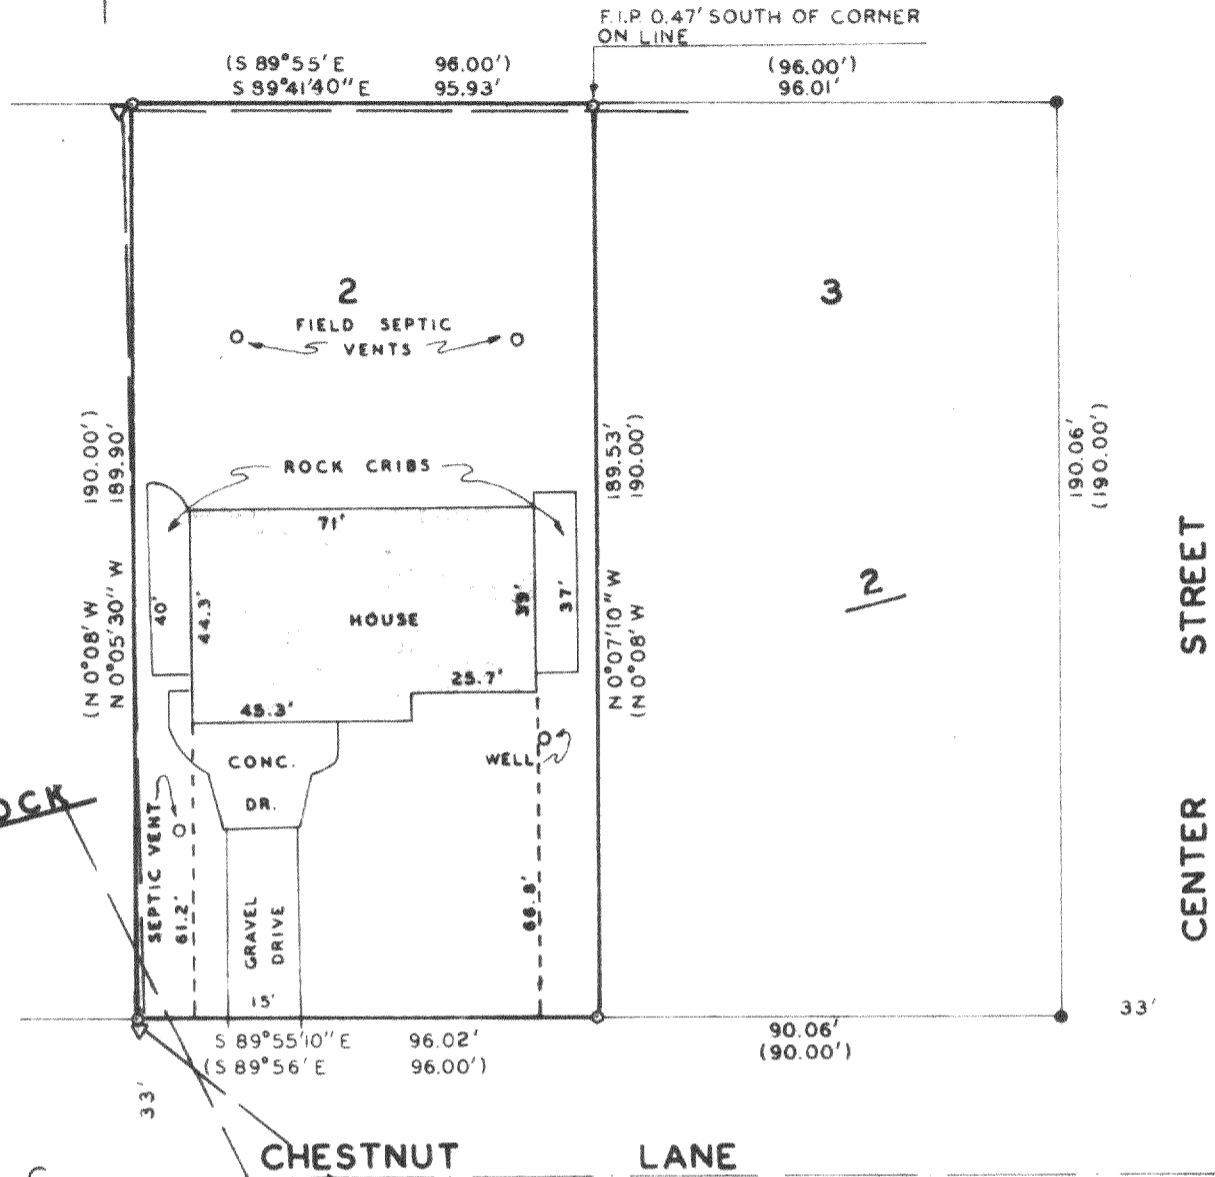 F.I.P. 0.47' SOUTH OF CORNER
ON LINE
(S 89°55' E 96.00')
S 89°41'40" E 95.93'
(96.00')
96.01'
2
3
FIELD SEPTIC
VENTS
190.00')
189.90'
189.53'
190.00')
190.06'
(190.00')
ROCK CRIBS
71'
40'
44.3'
HOUSE
39'
37'
(N 0°08' W
N 0°05'30" W
N 0°07'10" W
(N 0°08' W
2
STREET
25.7'
45.3'
CONC.
DR.
WELL
OCK
SEPTIC VENT
61.2'
GRAVEL
DRIVE
66.8'
CENTER
15'
33'
S 89°55'10" E 96.02'
(S 89°56' E 96.00')
90.06'
(90.00')
33'
CHESTNUT LANE